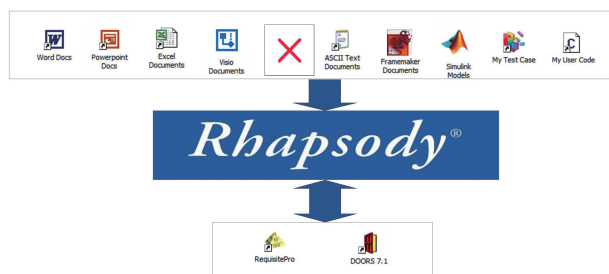 Word Docs
Powerpoint
Docs
Excel
Documents
Visio
Documents
ASCII Text
Documents
Framemaker
Documents
Simulink
Models
My Test Case
My User Code
Rhapsody®
RequisitePro
DOORS 7.1